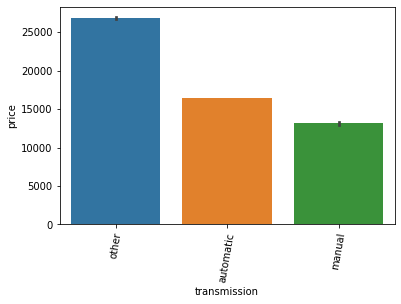 25000
20000
15000
10000
5000
0
price
other
automatic
manual
transmission